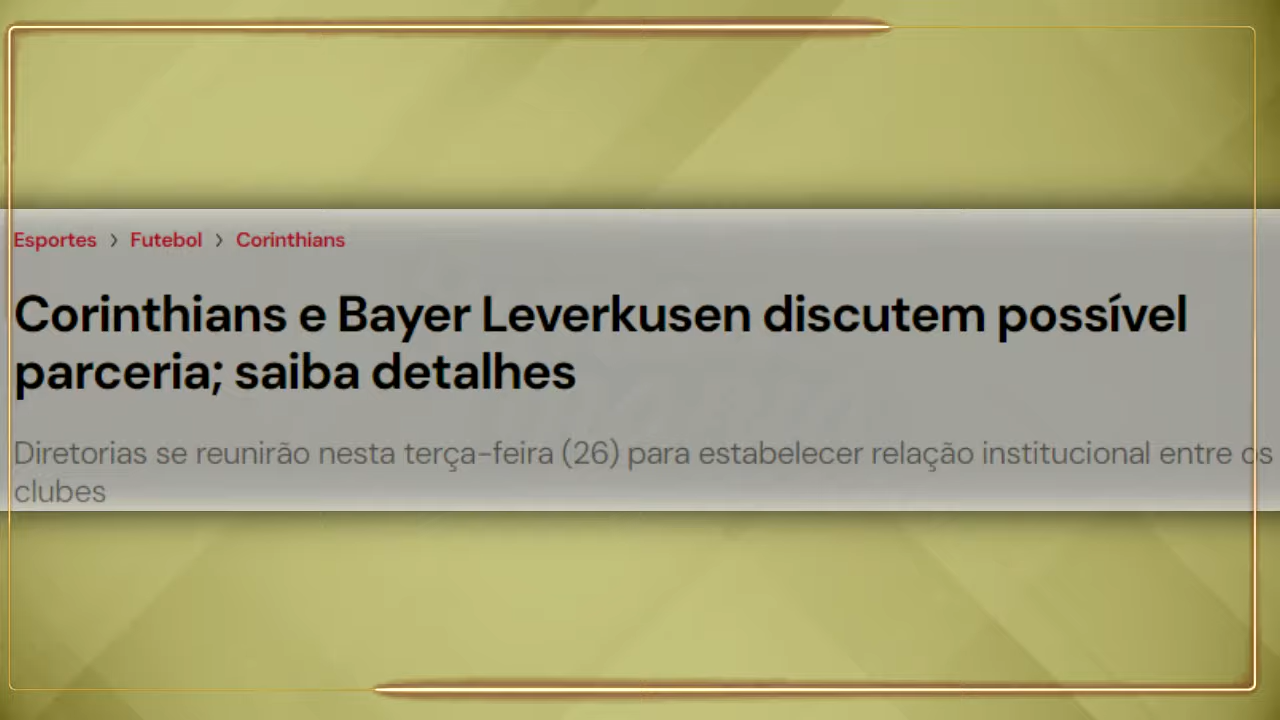 Esportes > Futebol > Corinthians
Corinthians e Bayer Leverkusen discutem possível
parceria; saiba detalhes
Diretorias se reunirão nesta terça-feira (26) para estabelecer relação institucional entre os
clubes